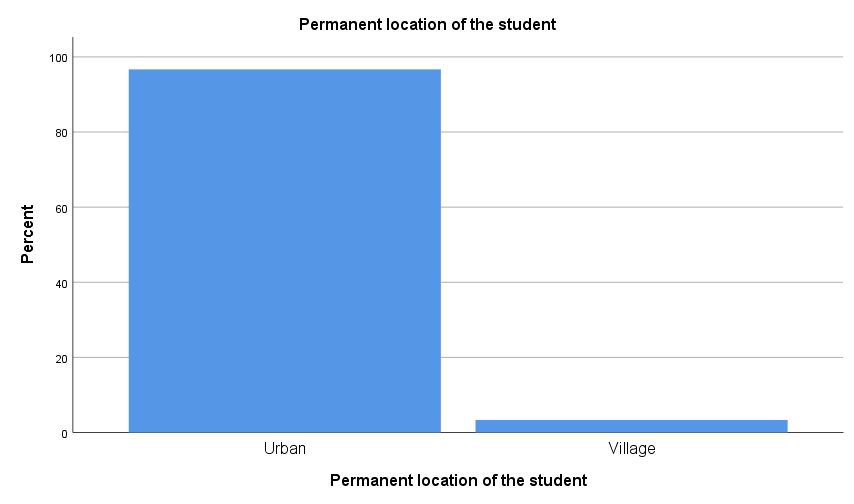 Permanent location of the student
100
80
60
40
20
0
Percent
Urban Village
Permanent location of the student